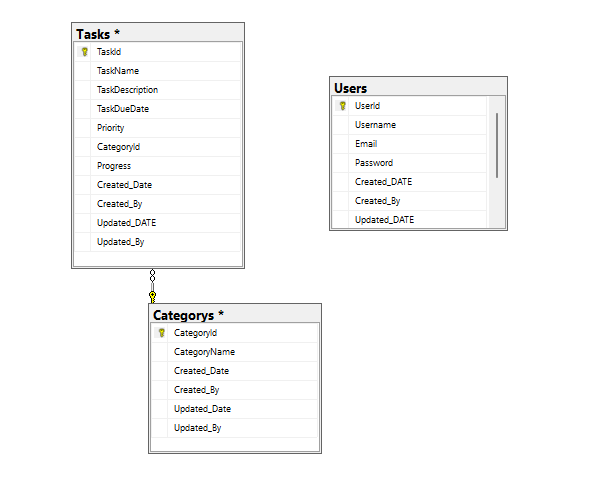 Tasks *
TaskId
TaskName
TaskDescription
TaskDueDate
Priority
CategoryId
Progress
Created_Date
Created_By
Updated_DATE
Updated_By
Users
UserId
Username
Email
Password
Created_DATE
Created_By
Updated_DATE
Categorys *
CategoryId
CategoryName
Created_Date
Created_By
Updated_Date
Updated_By